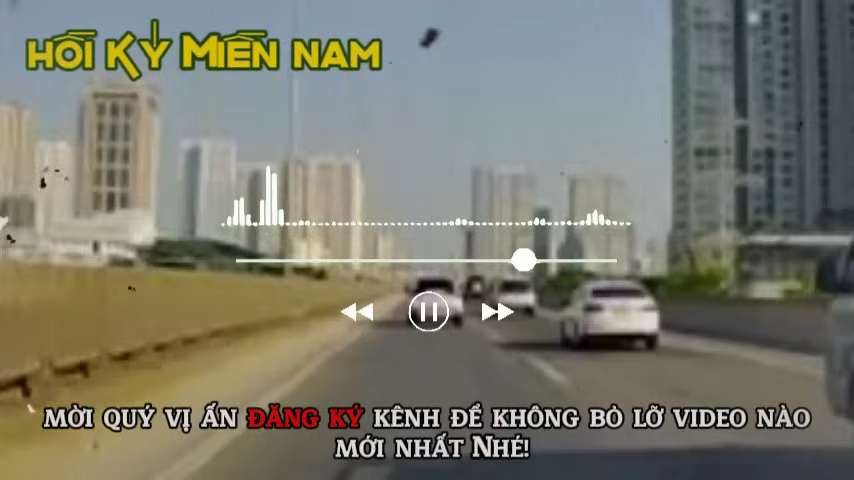 HỒI KÝ MIỀN NAM
MỜI QUÝ VỊ ẤN ĐĂNG KÝ KÊNH ĐỂ KHÔNG BỎ LỠ VIDEO NÀO
MỚI NHẤT NHÉ!